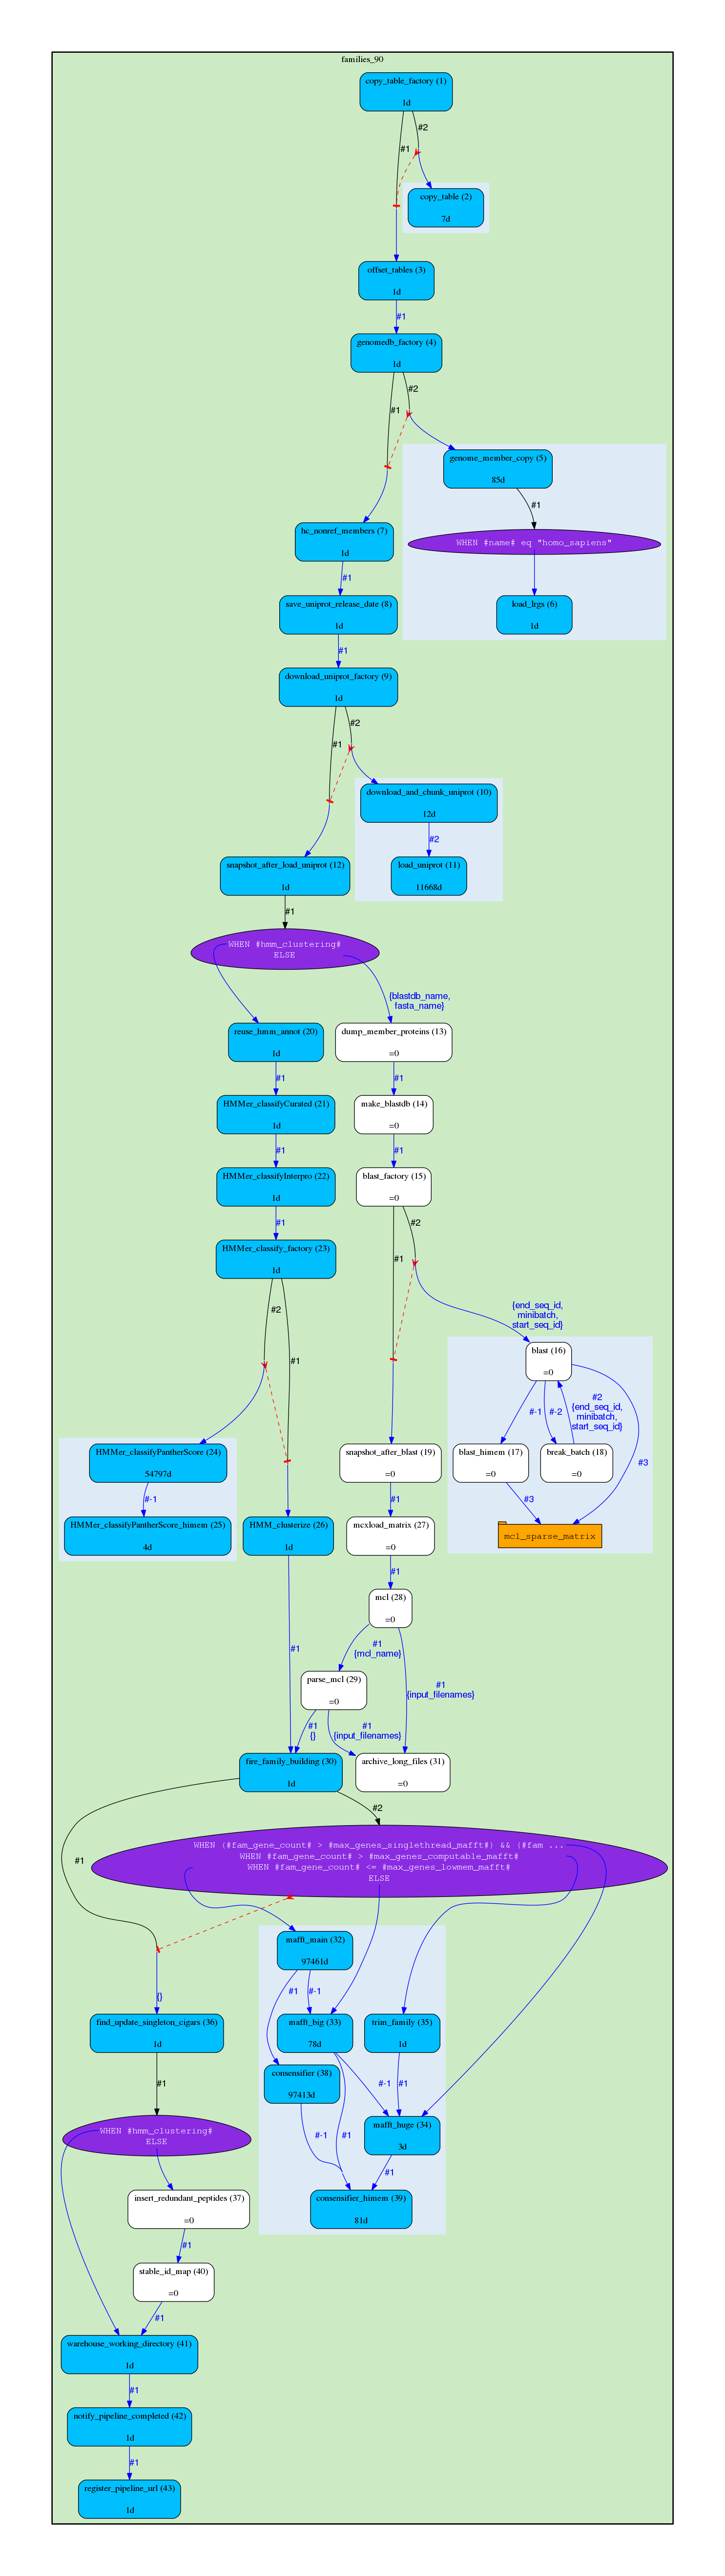 families_90
copy_table_factory (1)
1d
#2
#1
copy_table (2)
7d
offset_tables (3)
1d
#1
genomedb_factory (4)
1d
#2
#1
genome_member_copy (5)
85d
#1
hc_nonref_members (7)
1d
WHEN #name# eq "homo_sapiens"
#1
save_uniprot_release_date (8)
1d
load_lrgs (6)
1d
#1
download_uniprot_factory (9)
1d
#2
#1
download_and_chunk_uniprot (10)
12d
#2
snapshot_after_load_uniprot (12)
1d
load_uniprot (11)
11668d
#1
WHEN #hmm_clustering#
ELSE
{blastdb_name,
fasta_name}
reuse_hmm_annot (20)
1d
dump_member_proteins (13)
=0
#1
#1
HMMer_classifyCurated (21)
1d
make_blastdb (14)
=0
#1
#1
HMMer_classifyInterpro (22)
1d
blast_factory (15)
=0
#1
#2
HMMer_classify_factory (23)
1d
#1
#2
{end_seq_id,
minibatch,
start_seq_id}
#1
blast (16)
=0
#-1
#-2
#2
{end_seq_id,
minibatch,
start_seq_id}
HMMer_classifyPantherScore (24)
54797d
snapshot_after_blast (19)
=0
blast_himem (17)
=0
break_batch (18)
=0
#3
#-1
#1
#3
HMMer_classifyPantherScore_himem (25)
4d
HMM_clusterize (26)
1d
mcxload_matrix (27)
=0
mcl_sparse_matrix
#1
mcl (28)
=0
#1
#1
{mcl_name}
parse_mcl (29)
=0
#1
{input_filenames}
#1
{}
#1
{input_filenames}
fire_family_building (30)
1d
archive_long_files (31)
=0
#2
#1
WHEN (#fam_gene_count# > #max_genes_singlethread_mafft#) && (#fam ...
WHEN #fam_gene_count# > #max_genes_computable_mafft#
WHEN #fam_gene_count# <= #max_genes_lowmem_mafft#
ELSE
mafft_main (32)
97461d
{}
#1
#-1
find_update_singleton_cigars (36)
1d
mafft_big (33)
78d
trim_family (35)
1d
consensifier (38)
97413d
#1
#-1
#1
WHEN #hmm_clustering#
ELSE
mafft_huge (34)
3d
#-1
#1
#1
insert_redundant_peptides (37)
=0
consensifier_himem (39)
81d
#1
stable_id_map (40)
=0
#1
warehouse_working_directory (41)
1d
#1
notify_pipeline_completed (42)
1d
#1
register_pipeline_url (43)
1d